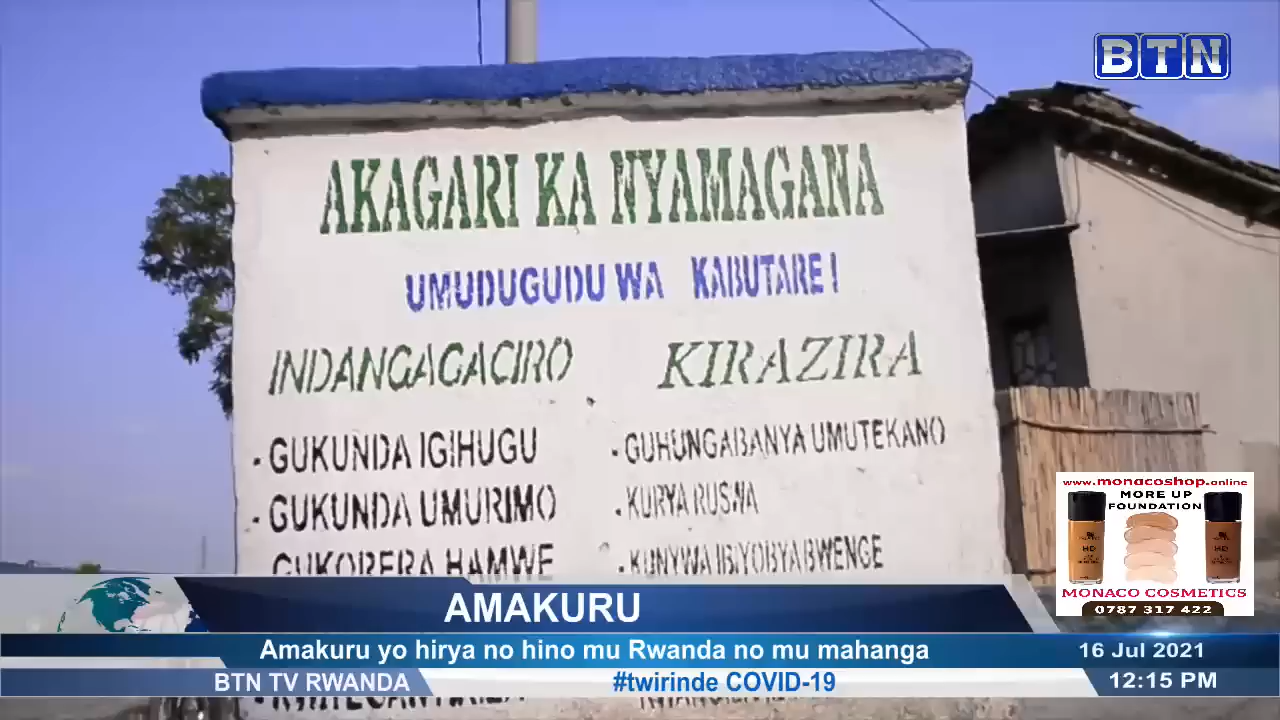 BTN
AKAGARI KA NYAMAGANA
UMUDUGUDU WA KABUTARE I
INDANGAGACIRO
KIRAZIRA
- GUKUNDA IGIHUGU
- GUHUNGABANYA UMUTEKANO
- GUKUNDA UMURIMO
- KURYA RUSWA
GUKORERA HAMWE
- KUNYWA IBIYOBYABWENGE
www.monacoshop.online
MORE UP
FOUNDATION
HD
HD
MONACO COSMETICS
0787 317 422
AMAKURU
Amakuru yo hirya no hino mu Rwanda no mu mahanga
16 Jul 2021
BTN TV RWANDA
#twirinde COVID-19
12:15 PM